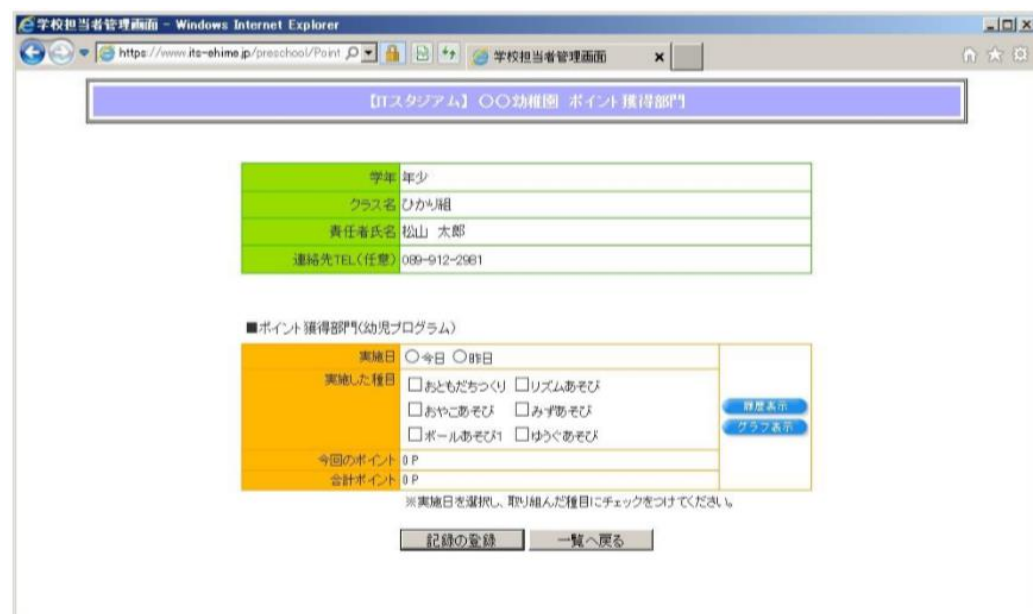 学校担当者管理画面 - Windows Internet Explorer
https://www.its-ehime.jp/preschool/Point
学校担当者管理画面
【ITスタジアム】 〇〇幼稚園 ポイント獲得部門
学年 年少
クラス名 ひかり組
責任者氏名 松山 太郎
連絡先TEL(任意) 089-912-2981
■ポイント獲得部門(幼児プログラム)
実施日 ○今日 ○昨日
実施した種目 □おともだちつくり □リズムあそび
□おやこあそび □みずあそび
□ボールあそび1 □ゆうぐあそび
履歴表示
グラフ表示
今回のポイント 0 P
合計ポイント 0 P
※実施日を選択し、取り組んだ種目にチェックをつけてください。
記録の登録 一覧へ戻る